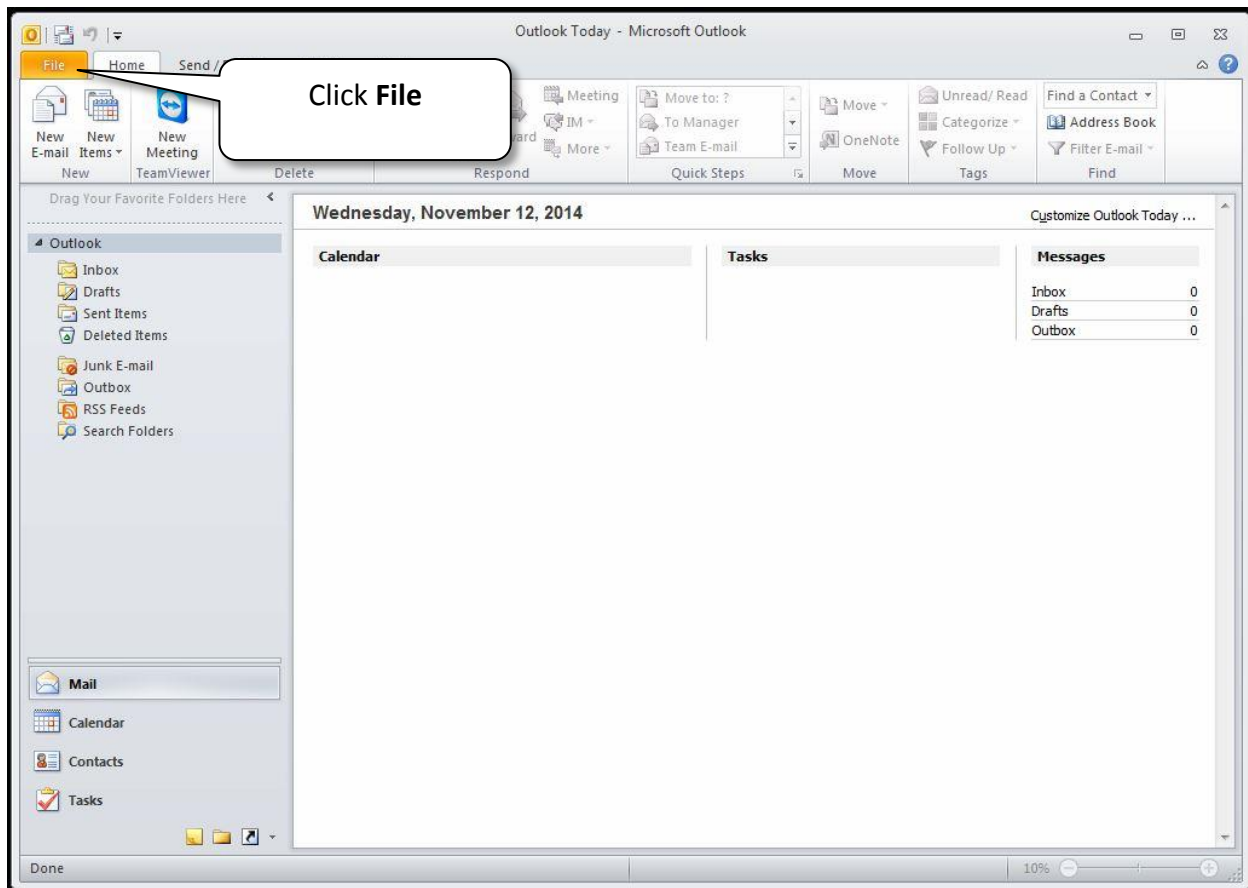 Outlook Today - Microsoft Outlook
File Home Send /
Click File
New E-mail
New Items
New Meeting
Meeting
IM
More
Move to: ?
To Manager
Team E-mail
Move
OneNote
Unread/ Read
Categorize
Follow Up
Find a Contact
Address Book
Filter E-mail
New TeamViewer Delete Respond Quick Steps Move Tags Find
Drag Your Favorite Folders Here
Outlook
Inbox
Drafts
Sent Items
Deleted Items
Junk E-mail
Outbox
RSS Feeds
Search Folders
Wednesday, November 12, 2014
Customize Outlook Today ...
Calendar
Tasks
Messages
Inbox 0
Drafts 0
Outbox 0
Mail
Calendar
Contacts
Tasks
Done
10%